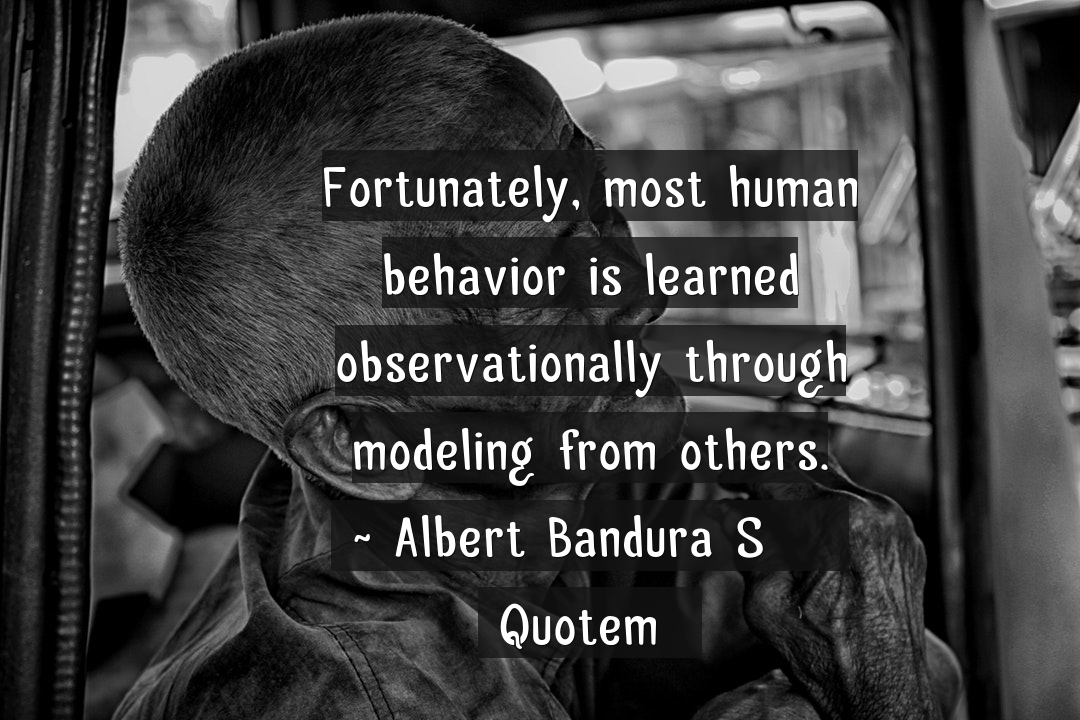 Fortunately, most human
behavior is learned
observationally through
modeling from others.
~ Albert Bandura S
Quotem